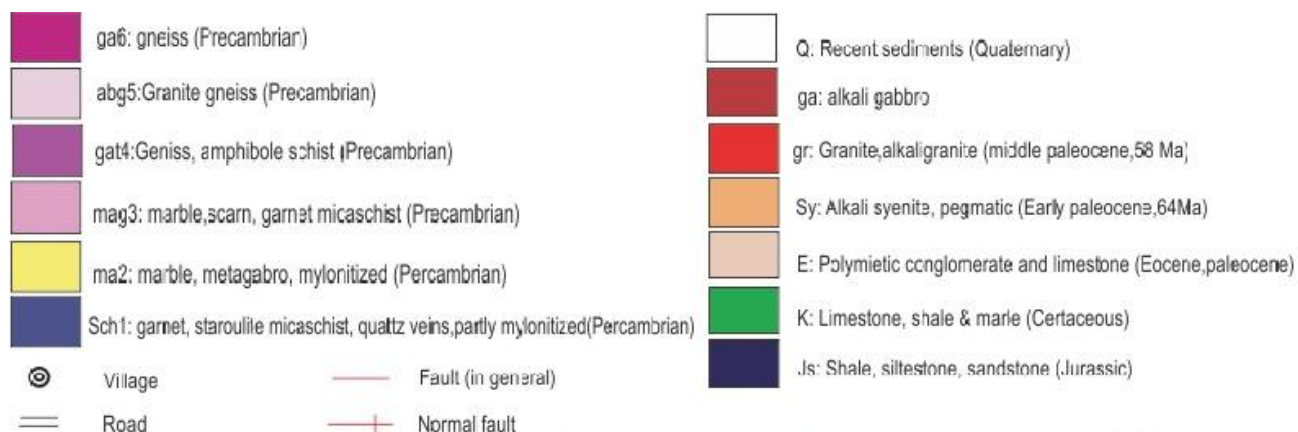 ga6: gneiss (Precambrian)
abg5:Granite gneiss (Precambrian)
gat4:Geniss, amphibole schist (Precambrian)
mag3: marble,scarn, garnet micaschist (Precambrian)
ma2: marble, metagabro, mylonitized (Percambrian)
Sch1: garnet, staroulite micaschist, quattz veins,partly mylonitized(Percambrian)
Village
Fault (in general)
Road
Normal fault
Q: Recent sediments (Quaternary)
ga: alkali gabbro
gr: Granite,alkaligranite (middle paleocene,58 Ma)
Sy: Alkali syenite, pegmatic (Early paleocene,64Ma)
E: Polymietic conglomerate and limestone (Eocene,paleocene)
K: Limestone, shale & marle (Certaceous)
Js: Shale, siltestone, sandstone (Jurassic)